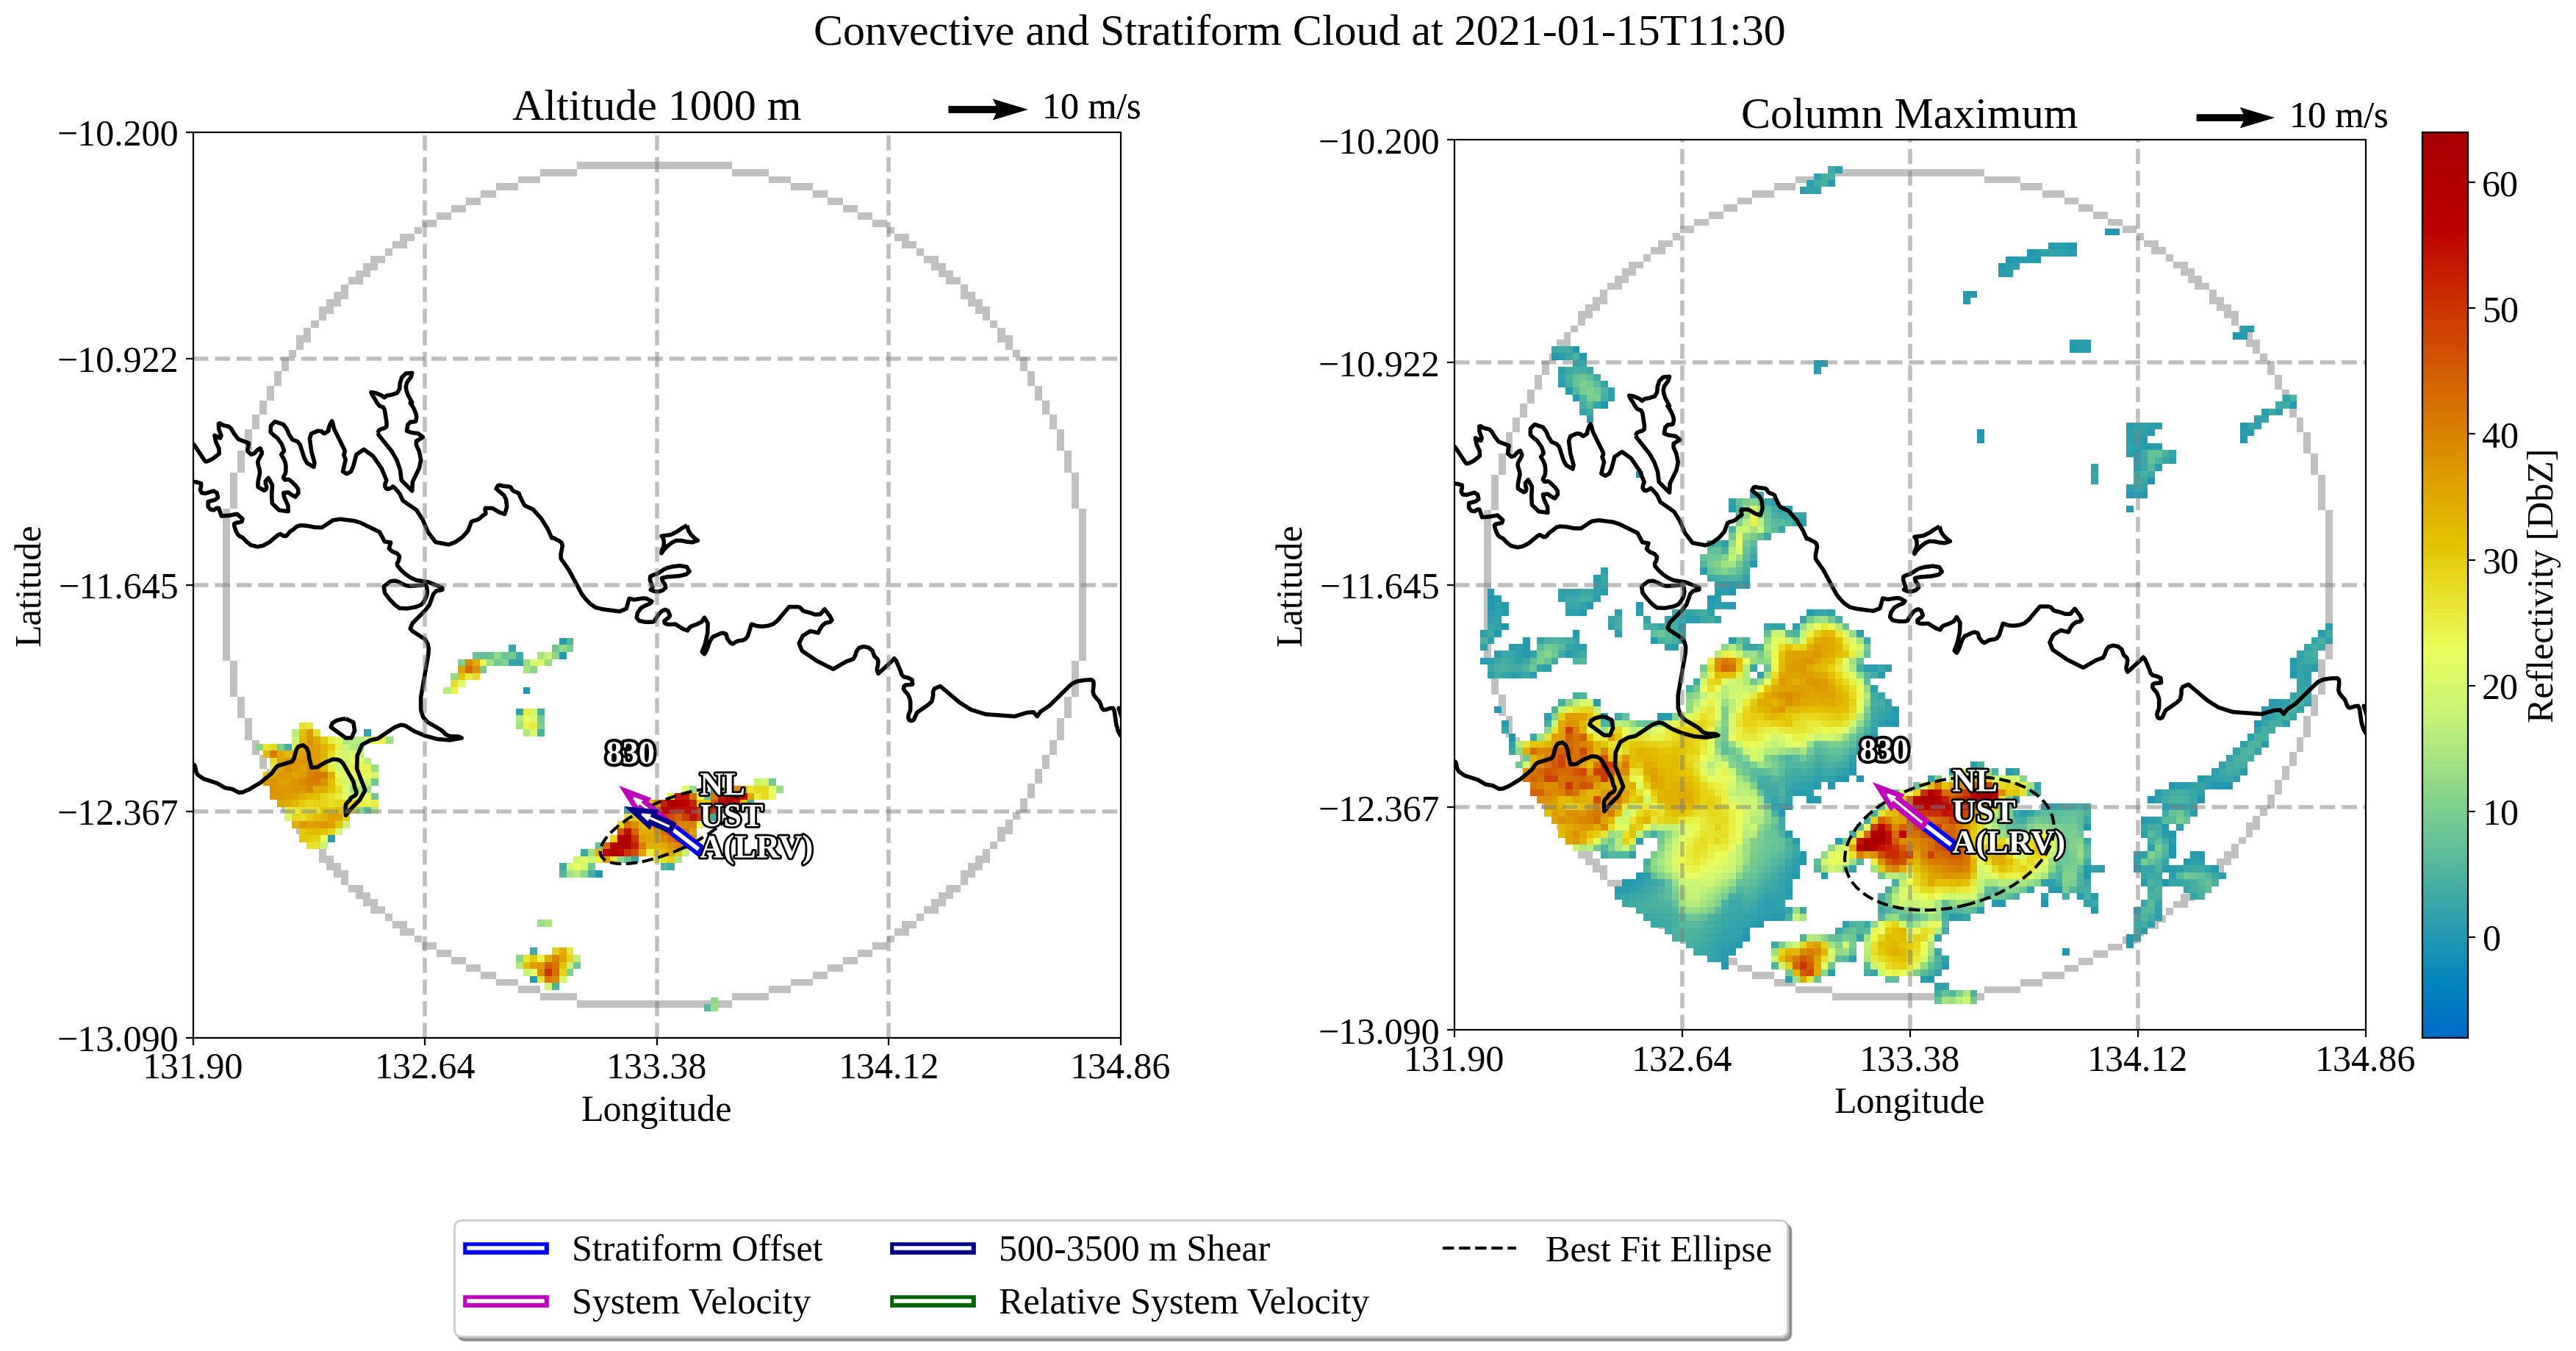 Convective and Stratiform Cloud at 2021-01-15T11:30
Altitude 1000 m
10 m/s
−10.200
−10.922
−11.645
−12.367
−13.090
Latitude
131.90
132.64
133.38
134.12
134.86
Longitude
830
NL
UST
A(LRV)
Column Maximum
10 m/s
−10.200
−10.922
−11.645
−12.367
−13.090
Latitude
131.90
132.64
133.38
134.12
134.86
Longitude
830
NL
UST
A(LRV)
60
50
40
30
20
10
0
Reflectivity [DbZ]
Stratiform Offset
System Velocity
500-3500 m Shear
Relative System Velocity
Best Fit Ellipse